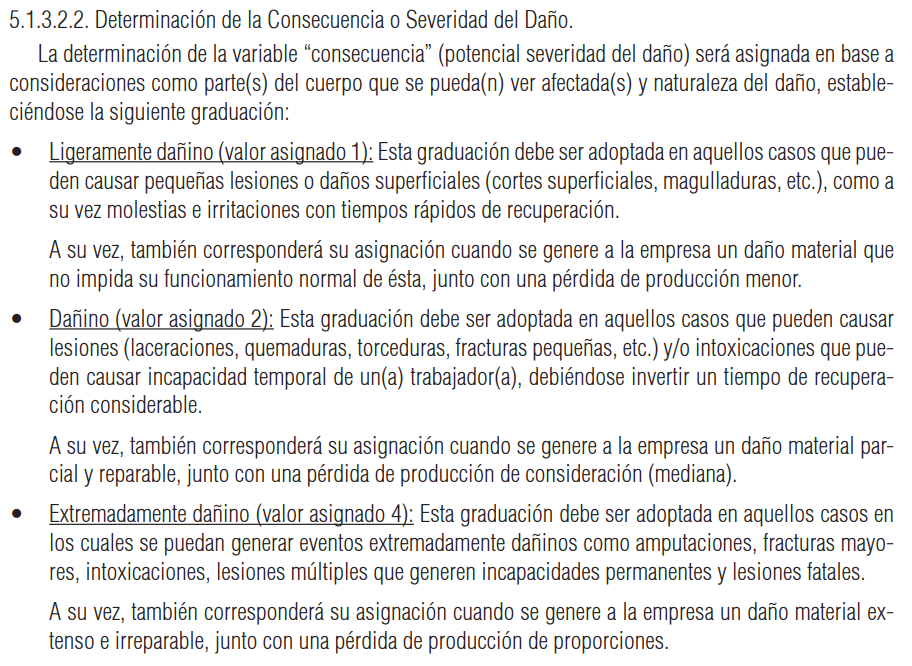 5.1.3.2.2. Determinación de la Consecuencia o Severidad del Daño.
La determinación de la variable “consecuencia” (potencial severidad del daño) será asignada en base a
consideraciones como parte(s) del cuerpo que se pueda(n) ver afectada(s) y naturaleza del daño, estable-
ciéndose la siguiente graduación:
• Ligeramente dañino (valor asignado 1): Esta graduación debe ser adoptada en aquellos casos que pue-
den causar pequeñas lesiones o daños superficiales (cortes superficiales, magulladuras, etc.), como a
su vez molestias e irritaciones con tiempos rápidos de recuperación.
A su vez, también corresponderá su asignación cuando se genere a la empresa un daño material que
no impida su funcionamiento normal de ésta, junto con una pérdida de producción menor.
• Dañino (valor asignado 2): Esta graduación debe ser adoptada en aquellos casos que pueden causar
lesiones (laceraciones, quemaduras, torceduras, fracturas pequeñas, etc.) y/o intoxicaciones que pue-
den causar incapacidad temporal de un(a) trabajador(a), debiéndose invertir un tiempo de recupera-
ción considerable.
A su vez, también corresponderá su asignación cuando se genere a la empresa un daño material par-
cial y reparable, junto con una pérdida de producción de consideración (mediana).
• Extremadamente dañino (valor asignado 4): Esta graduación debe ser adoptada en aquellos casos en
los cuales se puedan generar eventos extremadamente dañinos como amputaciones, fracturas mayo-
res, intoxicaciones, lesiones múltiples que generen incapacidades permanentes y lesiones fatales.
A su vez, también corresponderá su asignación cuando se genere a la empresa un daño material ex-
tenso e irreparable, junto con una pérdida de producción de proporciones.